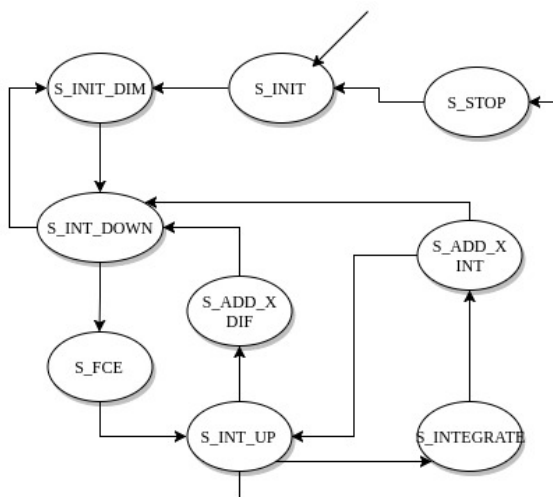 S_INIT_DIM
S_INIT
S_STOP
S_INT_DOWN
S_ADD_X
INT
S_ADD_X
DIF
S_FCE
S_INT_UP
S_INTEGRATE